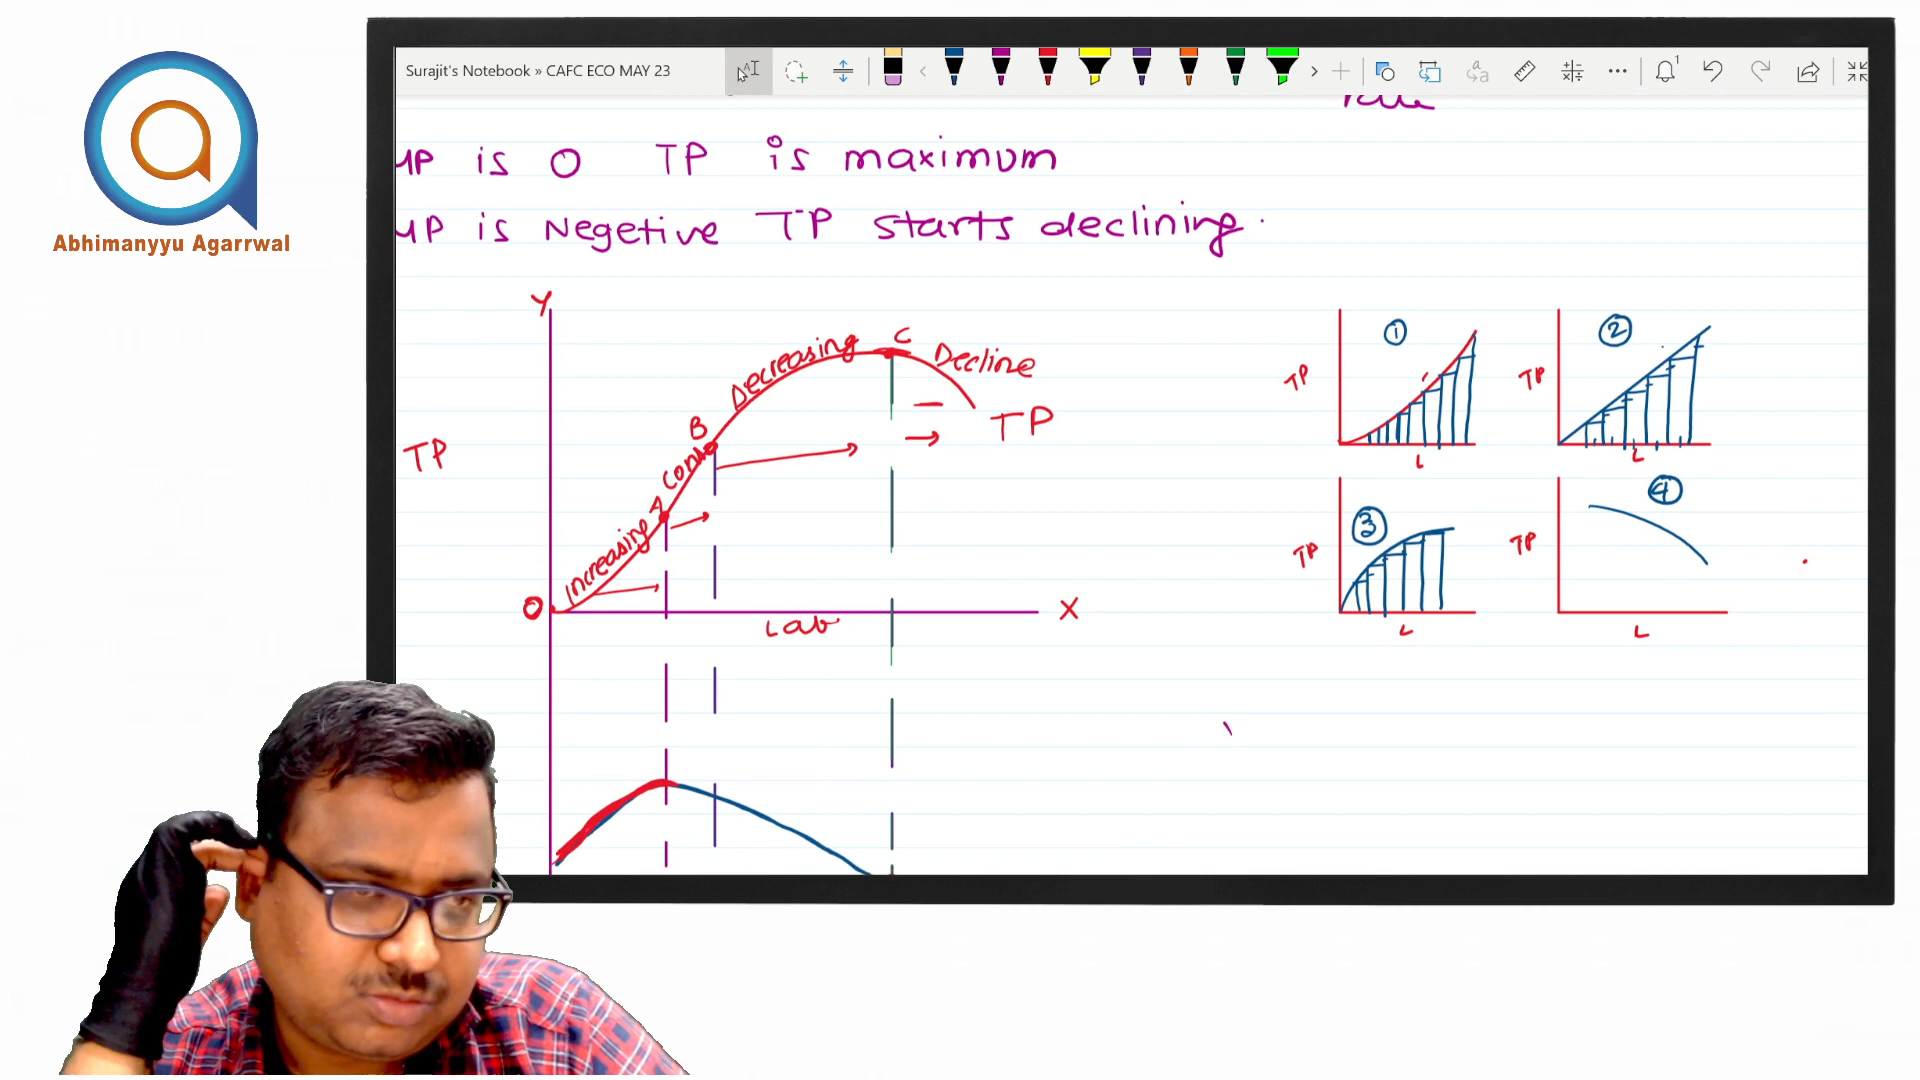 Surajit's Notebook » CAFC ECO MAY 23
Abhimanyyu Agarrwal
MP is 0 TP is maximum
MP is Negetive TP starts declining.
Y
C
Decreasing
Decline
TP
B
Const
A
Increasing
TP
O
Lab
X
1
TP
L
2
TP
L
3
TP
L
4
TP
L